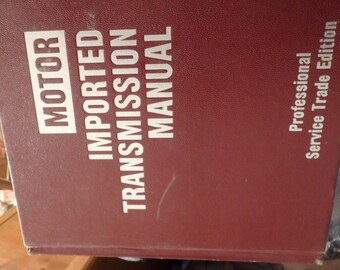 MOTOR
IMPORTED
TRANSMISSION
MANUAL
Professional
Service Trade Edition